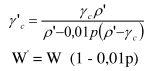 γ'c = γcρ' / ρ'-0,01p(ρ'-γc)
W' = W (1 - 0,01p)